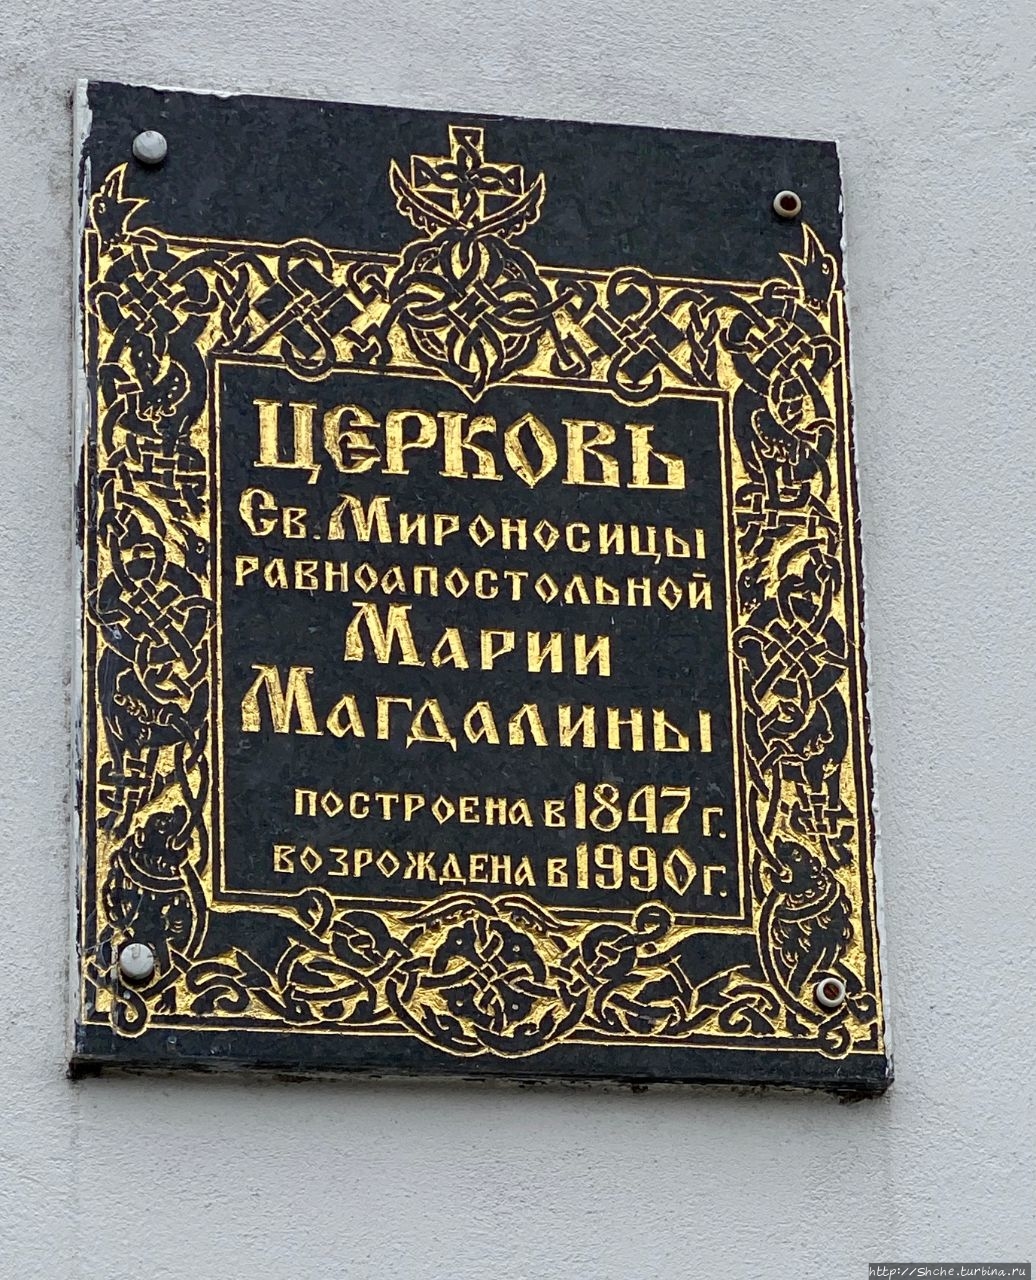 Церковь
Св. Мироносицы
равноапостольной
Марии
Магдалины
построена в 1847 г.
возрождена в 1990 г.
http://Shche.turbina.ru